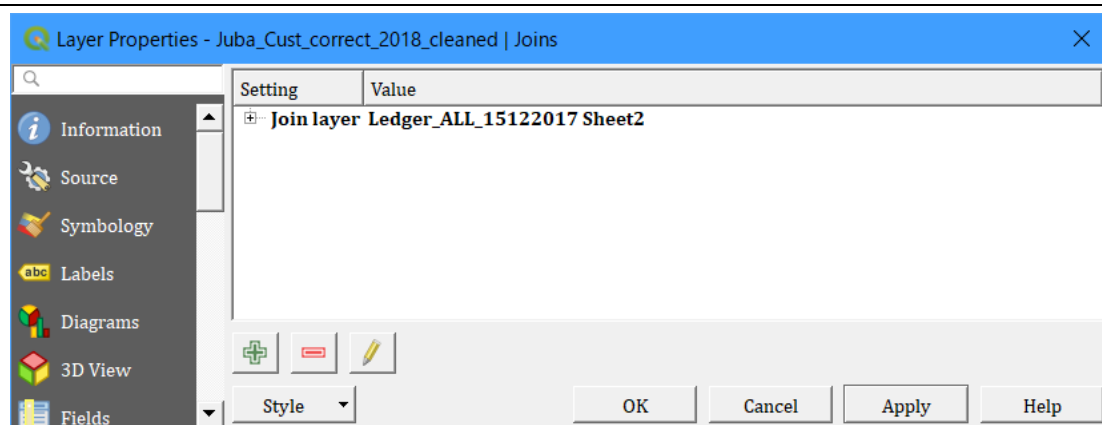 Layer Properties - Juba_Cust_correct_2018_cleaned | Joins
Setting Value
Join layer Ledger_ALL_15122017 Sheet2
Information
Source
Symbology
abc Labels
Diagrams
3D View
Fields
Style
OK Cancel Apply Help